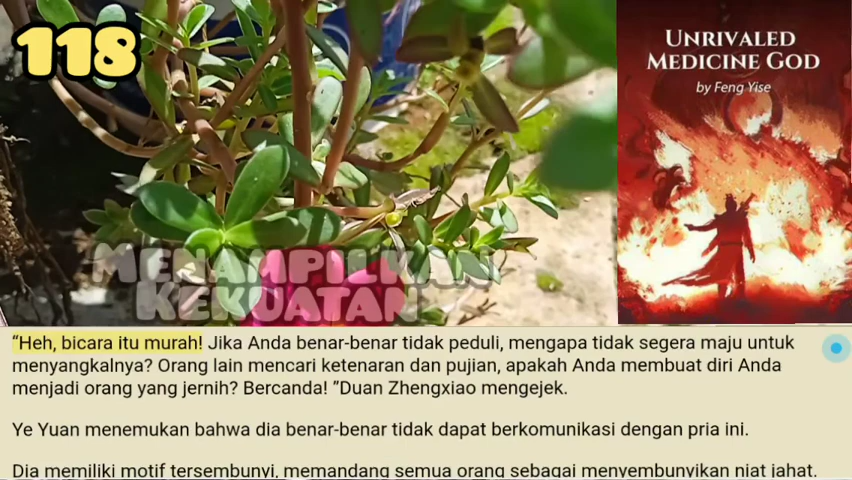 118
UNRIVALED
MEDICINE GOD
by Feng Yise
MENAMPILKAN
KEKUATAN
“Heh, bicara itu murah! Jika Anda benar-benar tidak peduli, mengapa tidak segera maju untuk
menyangkalnya? Orang lain mencari ketenaran dan pujian, apakah Anda membuat diri Anda
menjadi orang yang jernih? Bercanda! ”Duan Zhengxiao mengejek.
Ye Yuan menemukan bahwa dia benar-benar tidak dapat berkomunikasi dengan pria ini.
Dia memiliki motif tersembunyi, memandang semua orang sebagai menyembunyikan niat jahat.